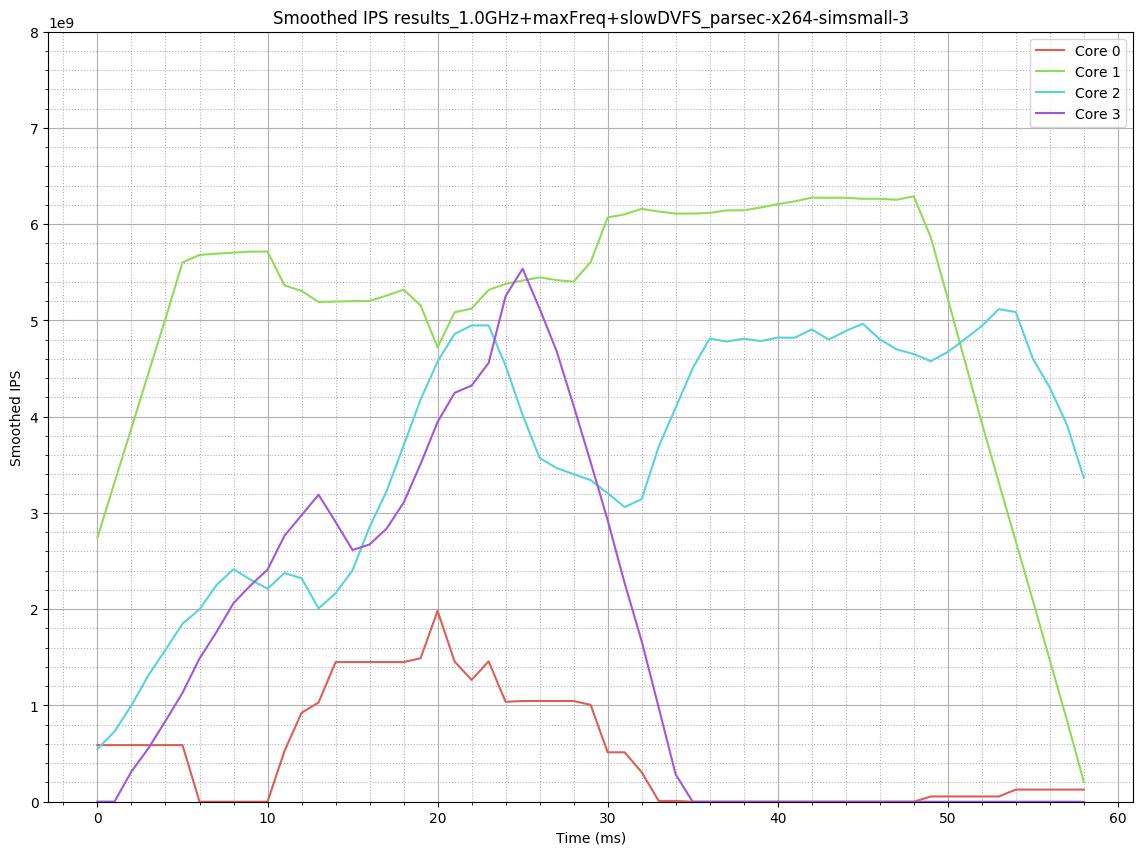 Smoothed IPS results_1.0GHz+maxFreq+slowDVFS_parsec-x264-simsmall-3
1e9
8
7
6
5
4
3
2
1
0
Smoothed IPS
Core 0
Core 1
Core 2
Core 3
0 10 20 30 40 50 60
Time (ms)